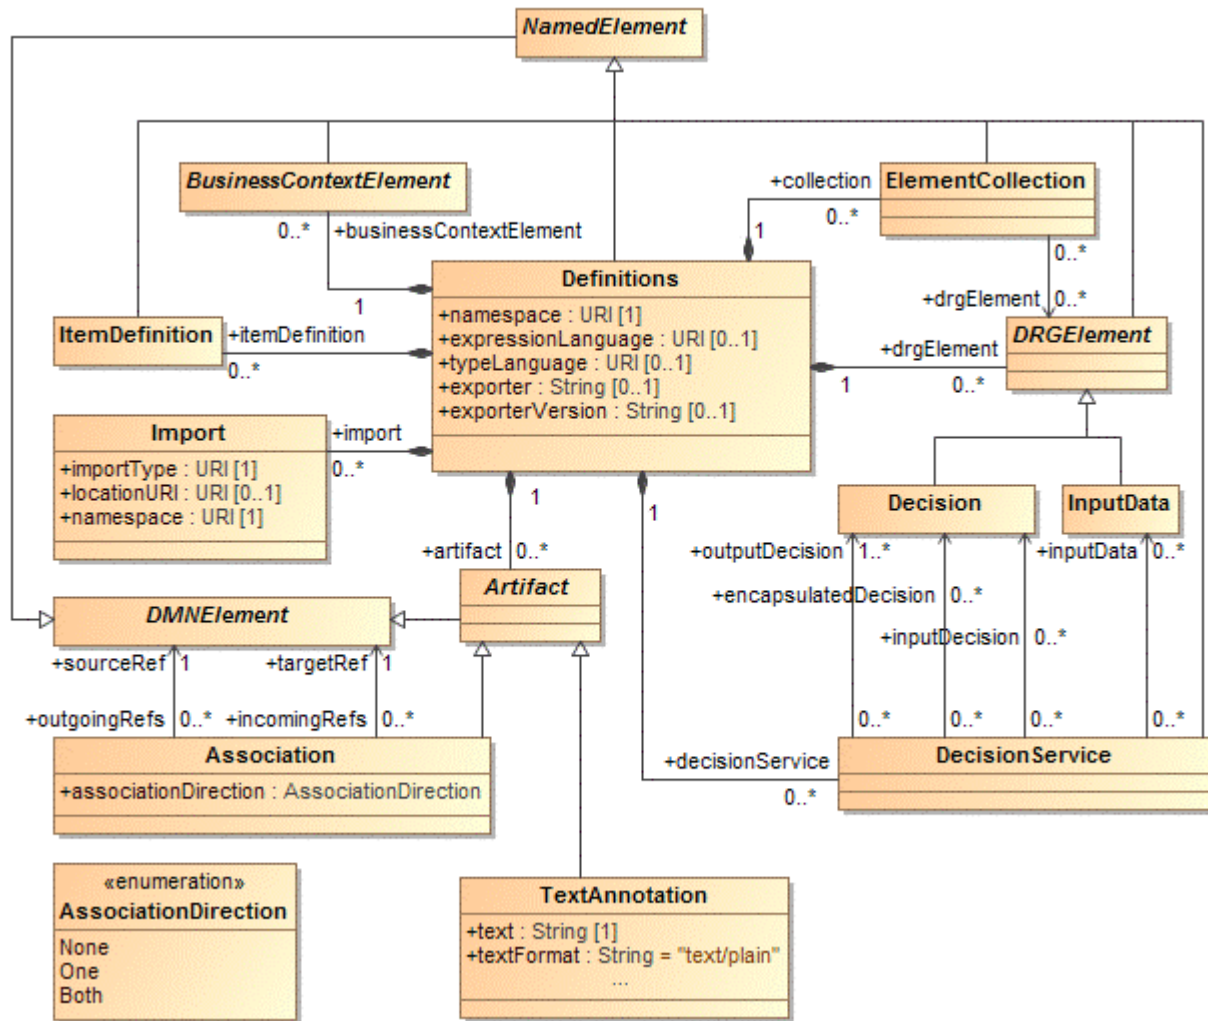 NamedElement
BusinessContextElement
0..*
+businessContextElement
1
+collection
0..*
1
ElementCollection
0..*
+drgElement
0..*
Definitions
+namespace : URI [1]
+expressionLanguage : URI [0..1]
+typeLanguage : URI [0..1]
+exporter : String [0..1]
+exporterVersion : String [0..1]
ItemDefinition
+itemDefinition
0..*
+drgElement
1
0..*
DRGElement
Import
+importType : URI [1]
+locationURI : URI [0..1]
+namespace : URI [1]
+import
0..*
1
1
+artifact
0..*
Artifact
Decision
InputData
+outputDecision
1..*
+inputData
0..*
+encapsulatedDecision
0..*
+inputDecision
0..*
DMNElement
+sourceRef
1
+targetRef
1
+outgoingRefs
0..*
+incomingRefs
0..*
0..*
0..*
0..*
0..*
Association
+associationDirection : AssociationDirection
+decisionService
0..*
DecisionService
«enumeration»
AssociationDirection
None
One
Both
TextAnnotation
+text : String [1]
+textFormat : String = "text/plain"
...